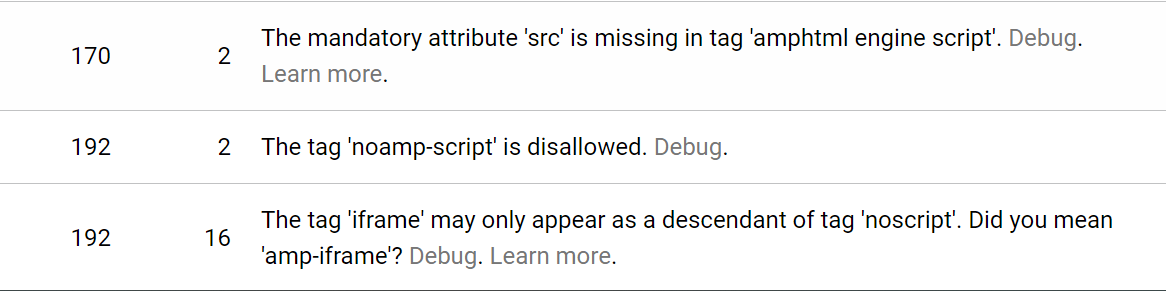 170 2 The mandatory attribute 'src' is missing in tag 'amphtml engine script'. Debug.
Learn more.
192 2 The tag 'noamp-script' is disallowed. Debug.
192 16 The tag 'iframe' may only appear as a descendant of tag 'noscript'. Did you mean
'amp-iframe'? Debug. Learn more.